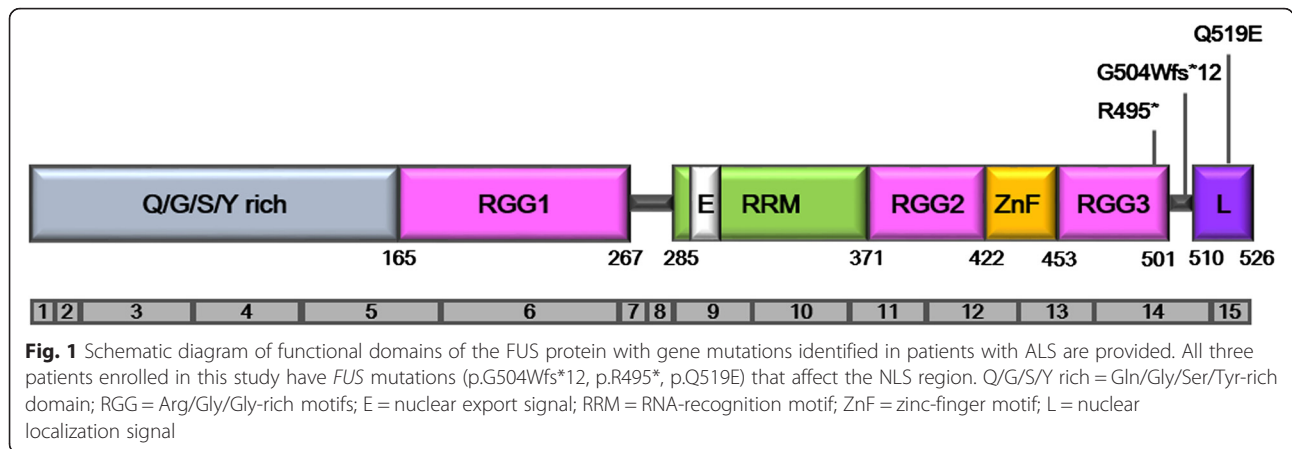 Q519E
G504Wfs*12
R495*
Q/G/S/Y rich RGG1 E RRM RGG2 ZnF RGG3 L
165 267 285 371 422 453 501 510 526
1 2 3 4 5 6 7 8 9 10 11 12 13 14 15
Fig. 1 Schematic diagram of functional domains of the FUS protein with gene mutations identified in patients with ALS are provided. All three
patients enrolled in this study have FUS mutations (p.G504Wfs*12, p.R495*, p.Q519E) that affect the NLS region. Q/G/S/Y rich = Gln/Gly/Ser/Tyr-rich
domain; RGG = Arg/Gly/Gly-rich motifs; E = nuclear export signal; RRM = RNA-recognition motif; ZnF = zinc-finger motif; L = nuclear
localization signal